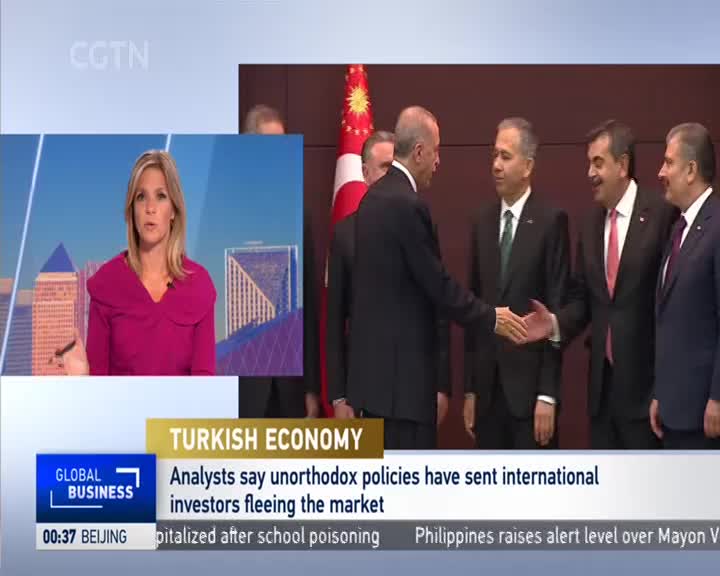 CGTN
TURKISH ECONOMY
GLOBAL
BUSINESS
Analysts say unorthodox policies have sent international
investors fleeing the market
00:37 BEIJING
pitalized after school poisoning Philippines raises alert level over Mayon V